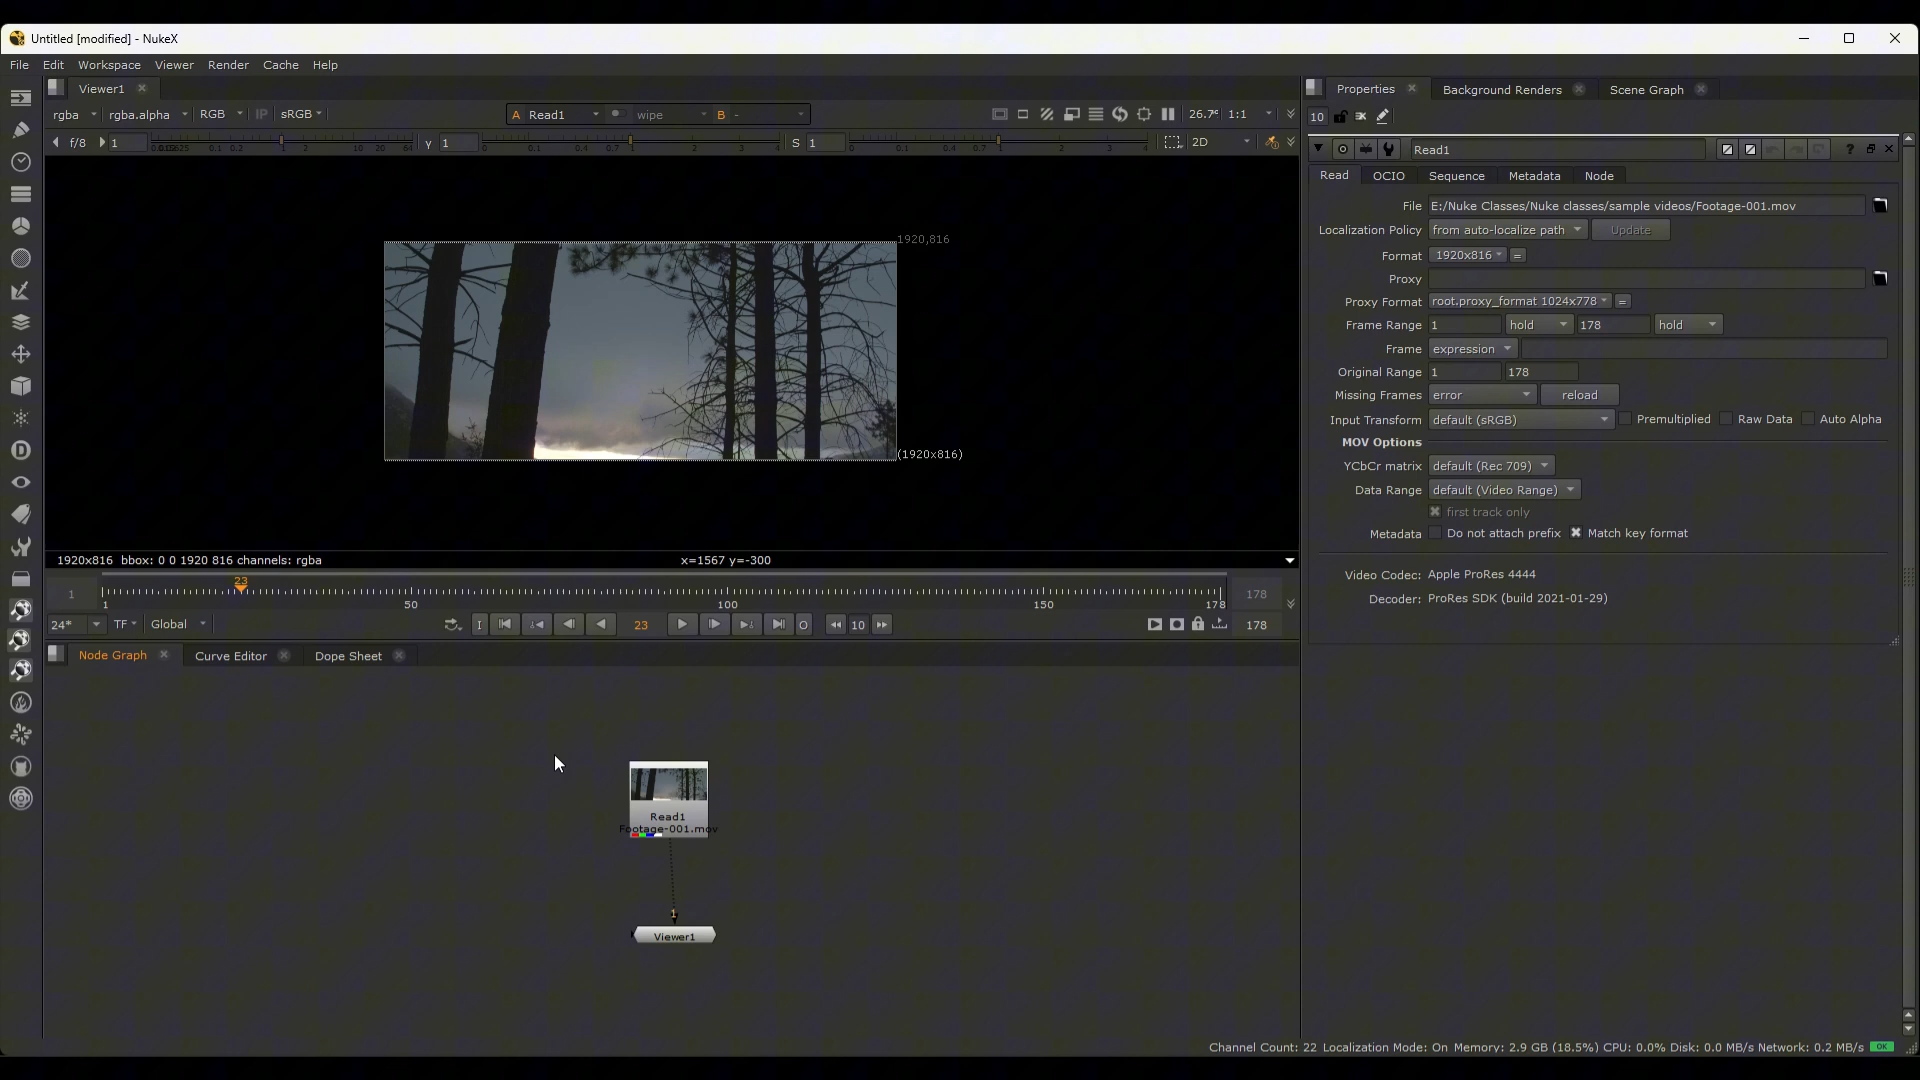 Untitled [modified] - NukeX
File Edit Workspace Viewer Render Cache Help
Viewer1
rgba rgba.alpha RGB IP sRGB A Read1 wipe B - 26.7 1:1
f/8 1 γ 1 S 1 2D
1920,816
(1920x816)
1920x816 bbox: 0 0 1920 816 channels: rgba x=1567 y=-300
23
1 1 50 100 150 178 178
24* TF Global I 23 O 10 178
Node Graph Curve Editor Dope Sheet
Read1
Footage-001.mov
1
Viewer1
Properties Background Renders Scene Graph
10
Read1 ?
Read OCIO Sequence Metadata Node
File E:/Nuke Classes/Nuke classes/sample videos/Footage-001.mov
Localization Policy from auto-localize path Update
Format 1920x816 =
Proxy
Proxy Format root.proxy_format 1024x778 =
Frame Range 1 hold 178 hold
Frame expression
Original Range 1 178
Missing Frames error reload
Input Transform default (sRGB) Premultiplied Raw Data Auto Alpha
MOV Options
YCbCr matrix default (Rec 709)
Data Range default (Video Range)
first track only
Metadata Do not attach prefix Match key format
Video Codec: Apple ProRes 4444
Decoder: ProRes SDK (build 2021-01-29)
Channel Count: 22 Localization Mode: On Memory: 2.9 GB (18.5%) CPU: 0.0% Disk: 0.0 MB/s Network: 0.2 MB/s OK